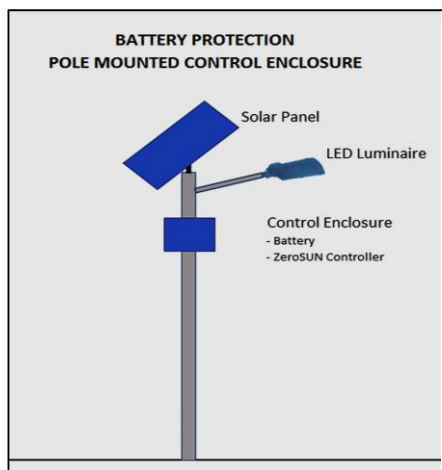 BATTERY PROTECTION
POLE MOUNTED CONTROL ENCLOSURE
Solar Panel
LED Luminaire
Control Enclosure
- Battery
- ZeroSUN Controller